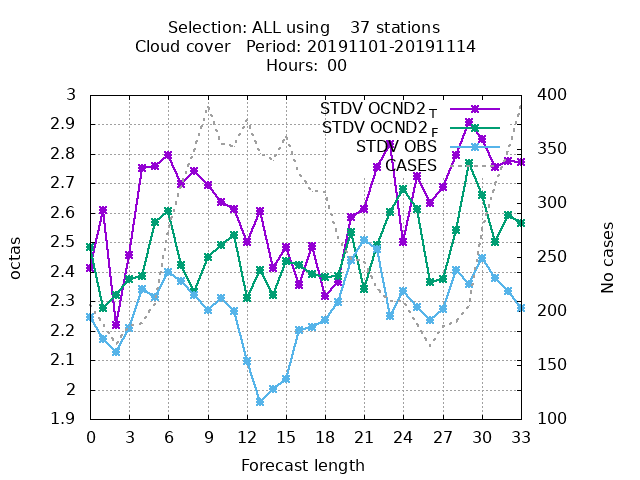 Selection: ALL using 37 stations
Cloud cover Period: 20191101-20191114
Hours: 00
3
2.9
2.8
2.7
2.6
2.5
2.4
2.3
2.2
2.1
2
1.9
octas
STDV OCND2 T
STDV OCND2 F
STDV OBS
CASES
400
350
300
250
200
150
100
No cases
0 3 6 9 12 15 18 21 24 27 30 33
Forecast length